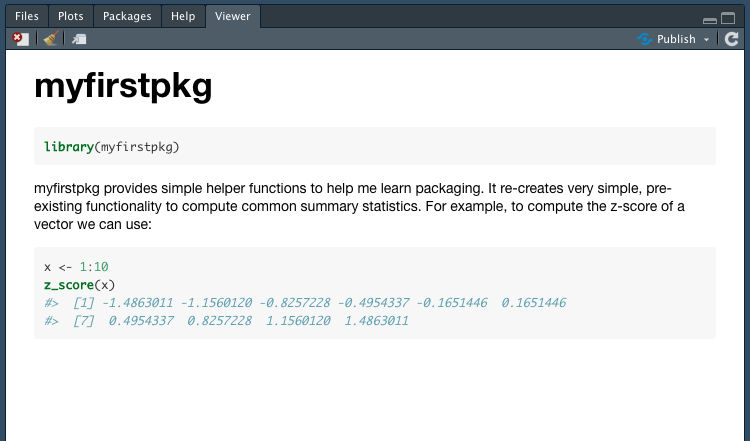 Files Plots Packages Help Viewer
Publish
myfirstpkg
library(myfirstpkg)
myfirstpkg provides simple helper functions to help me learn packaging. It re-creates very simple, pre-
existing functionality to compute common summary statistics. For example, to compute the z-score of a
vector we can use:
x <- 1:10
z_score(x)
#>  [1] -1.4863011 -1.1560120 -0.8257228 -0.4954337 -0.1651446  0.1651446
#>  [7]  0.4954337  0.8257228  1.1560120  1.4863011